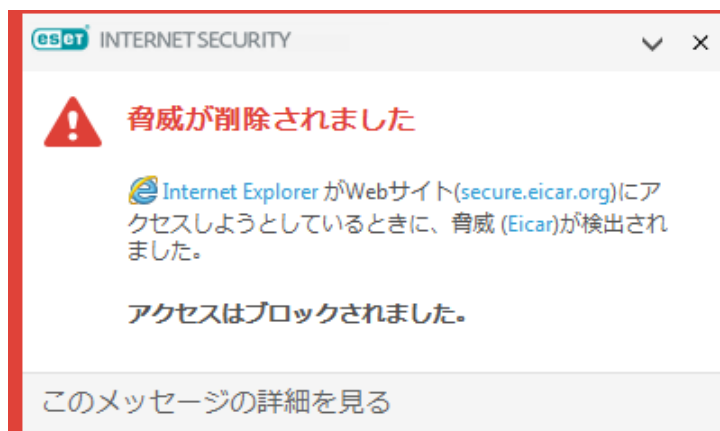 eset INTERNET SECURITY
脅威が削除されました
Internet Explorer がWebサイト(secure.eicar.org)にア
クセスしようとしているときに、脅威 (Eicar)が検出され
ました。
アクセスはブロックされました。
このメッセージの詳細を見る